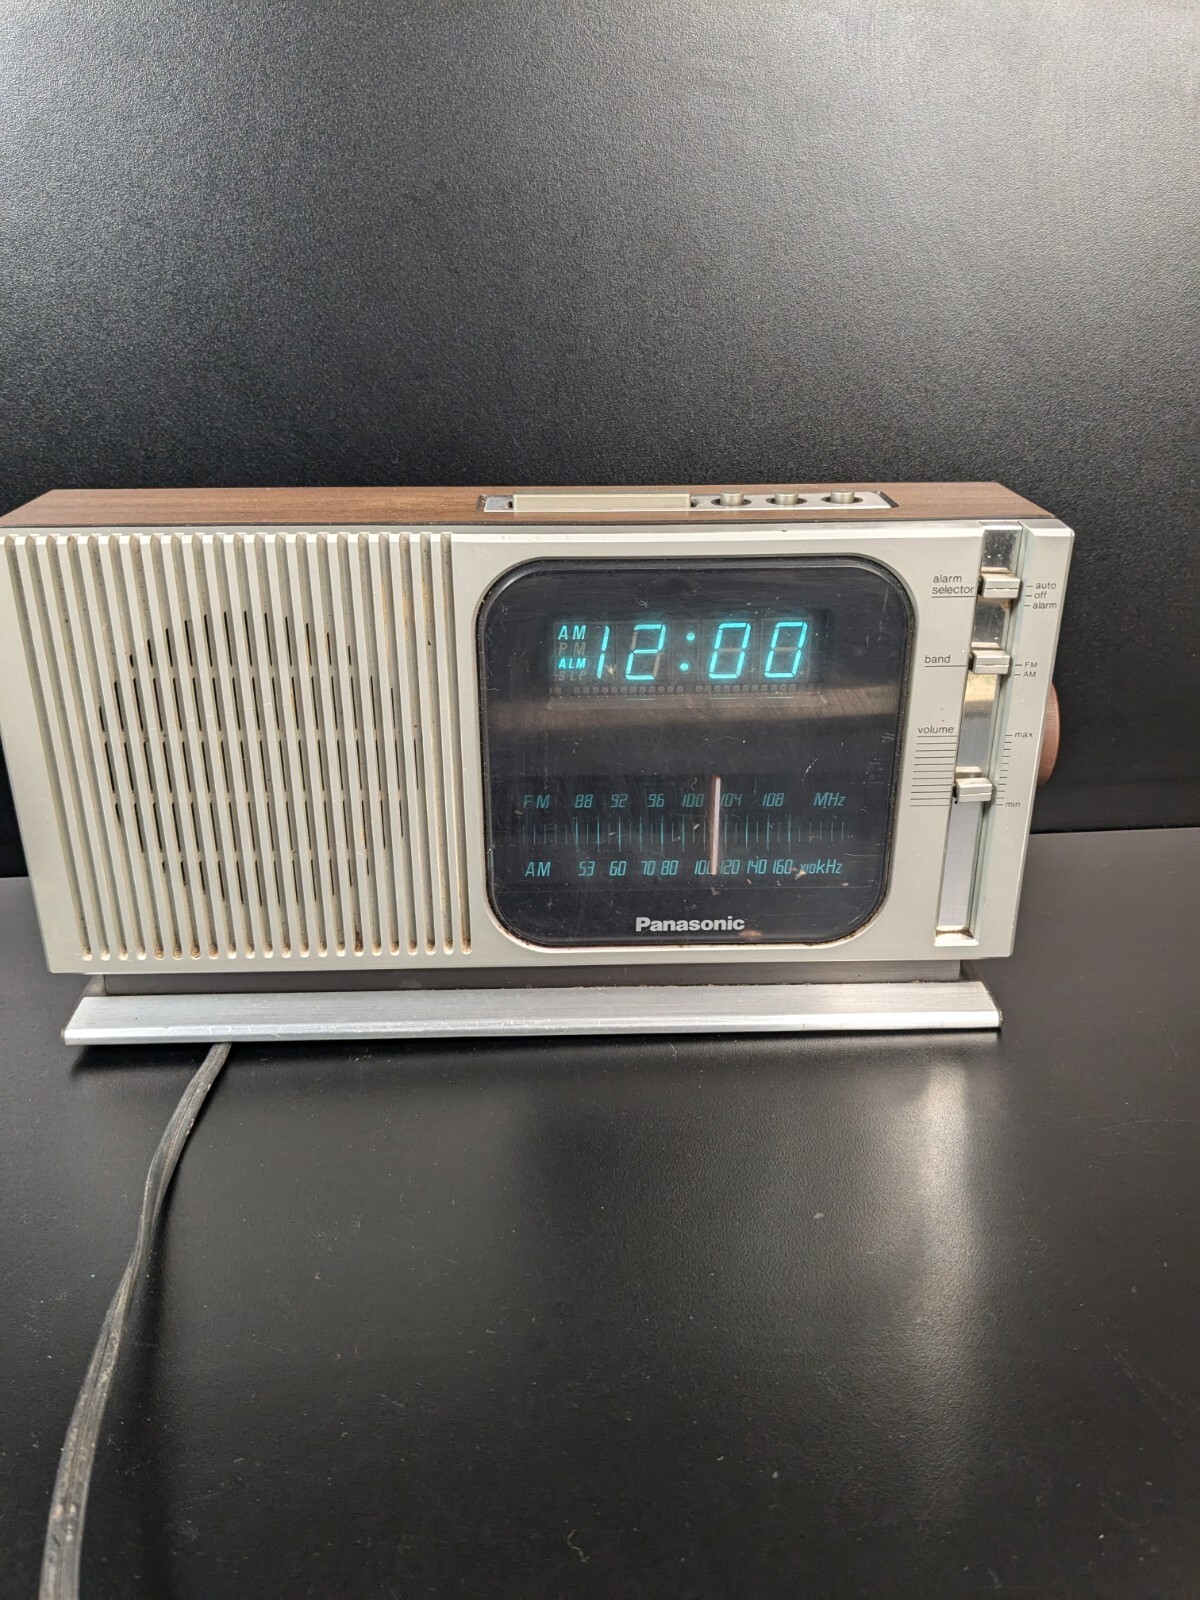 alarm
selector
auto
off
alarm
AM
PM
ALM
SLP
12:00
band
FM
AM
volume
max
min
FM 88 92 96 100 104 108 MHz
AM 53 60 70 80 100 120 140 160 x10kHz
Panasonic